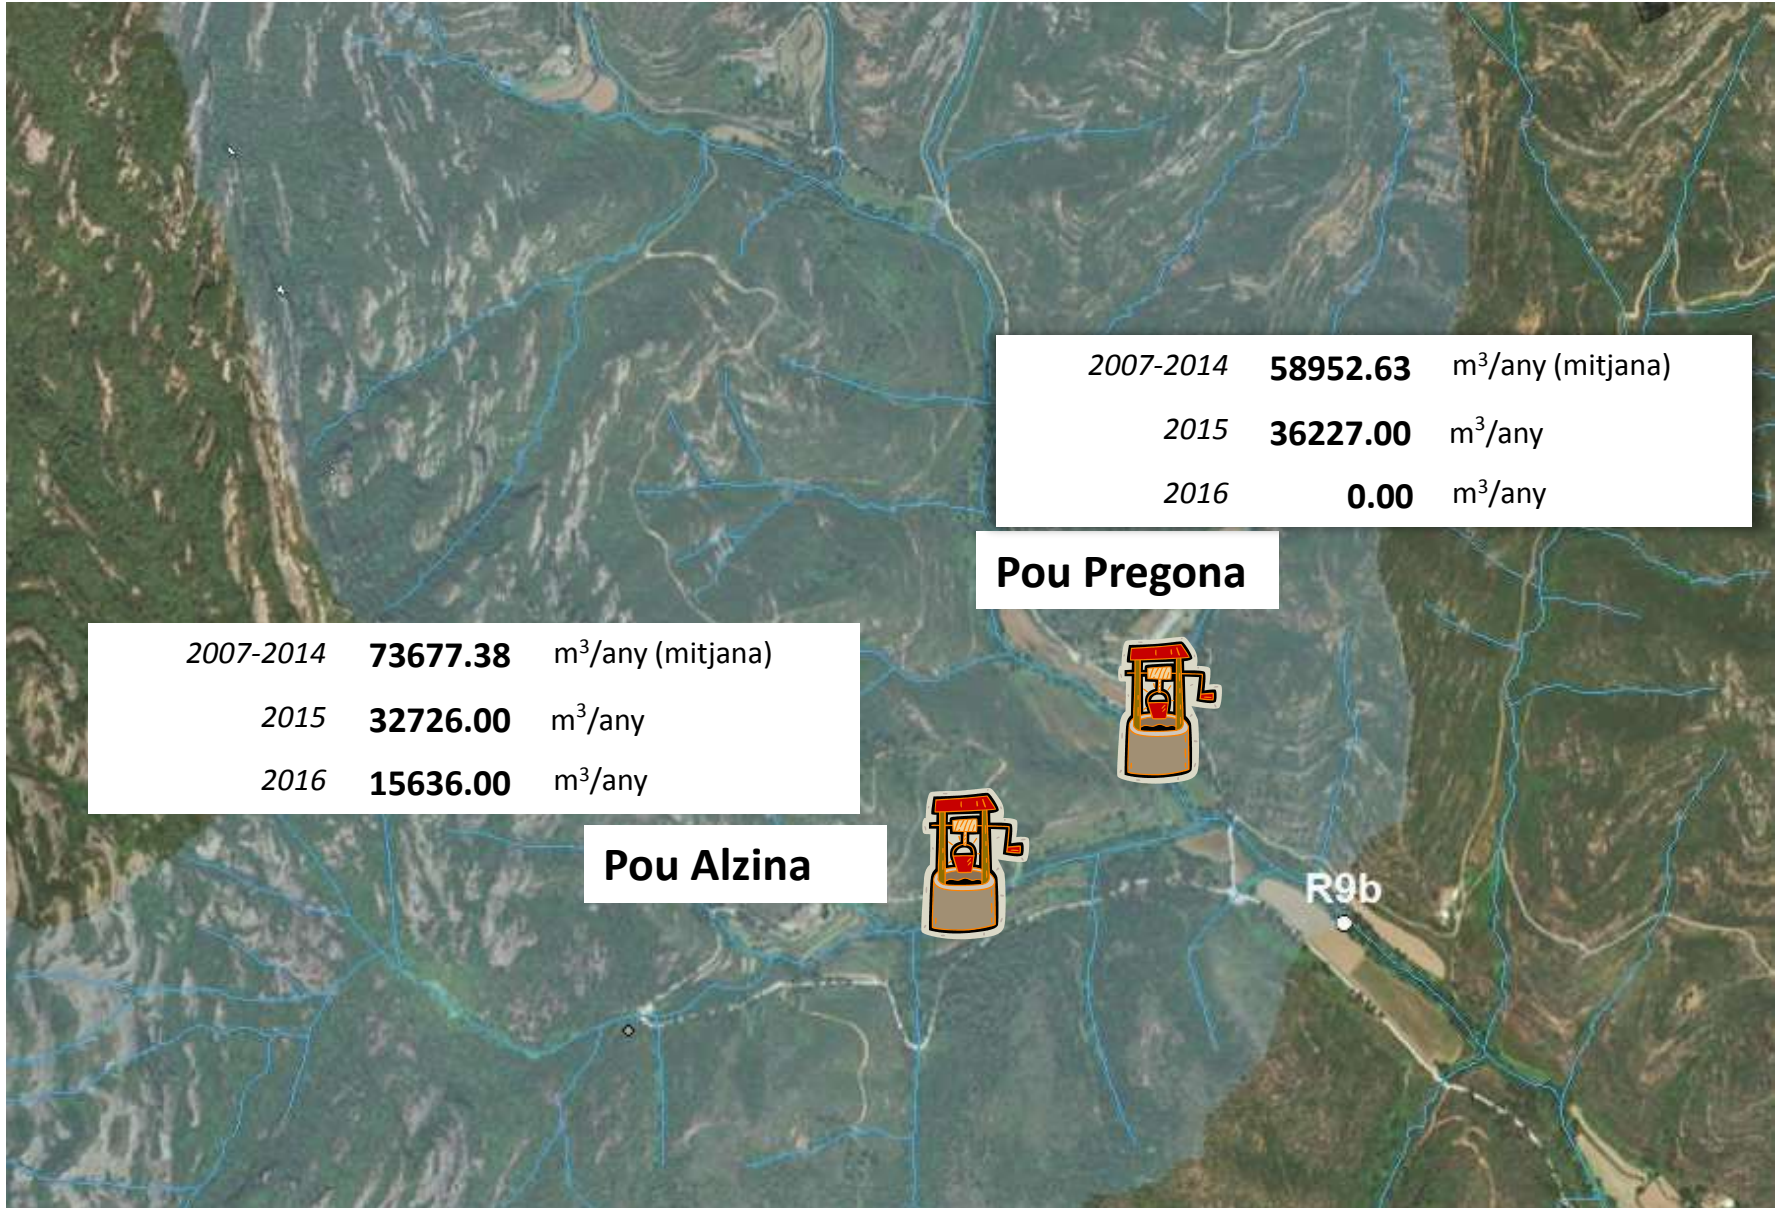 2007-2014 58952.63 m³/any (mitjana)
2015 36227.00 m³/any
2016 0.00 m³/any
Pou Pregona
2007-2014 73677.38 m³/any (mitjana)
2015 32726.00 m³/any
2016 15636.00 m³/any
Pou Alzina
R9b